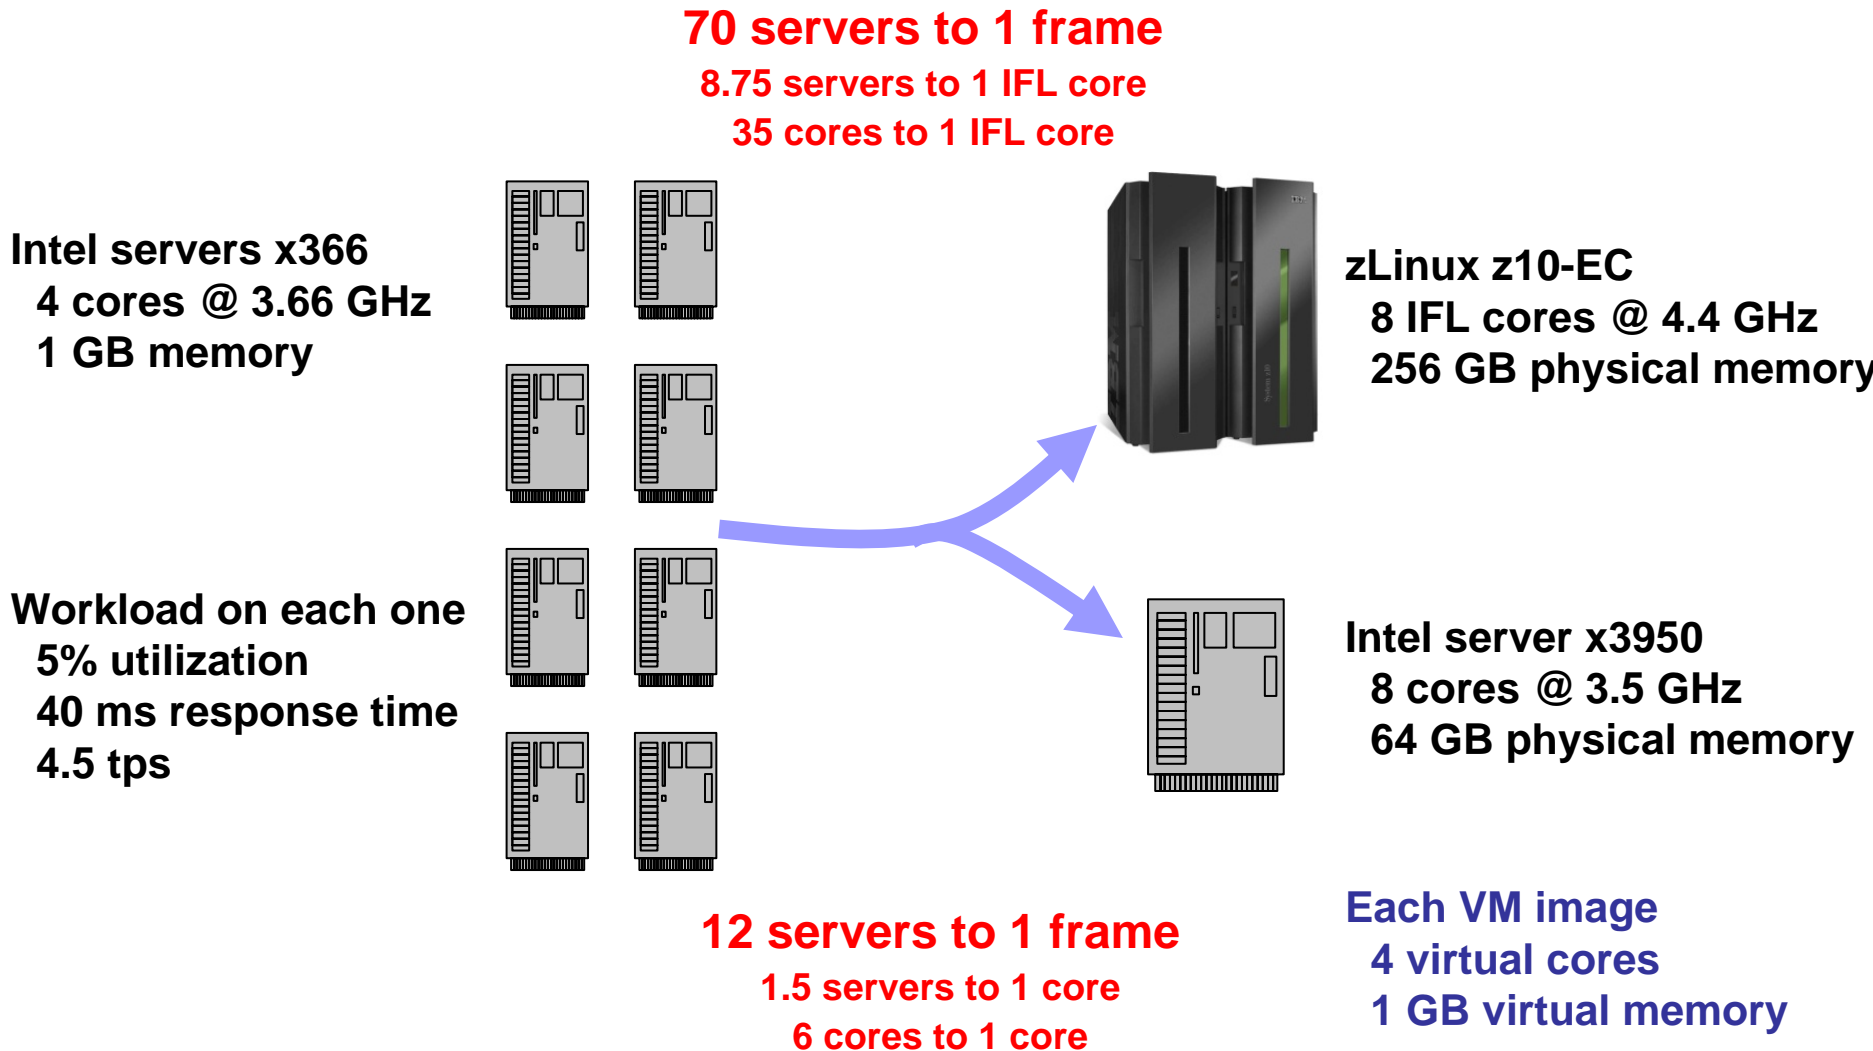 70 servers to 1 frame
8.75 servers to 1 IFL core
35 cores to 1 IFL core
Intel servers x366
4 cores @ 3.66 GHz
1 GB memory
Workload on each one
5% utilization
40 ms response time
4.5 tps
zLinux z10-EC
8 IFL cores @ 4.4 GHz
256 GB physical memory
Intel server x3950
8 cores @ 3.5 GHz
64 GB physical memory
12 servers to 1 frame
1.5 servers to 1 core
6 cores to 1 core
Each VM image
4 virtual cores
1 GB virtual memory